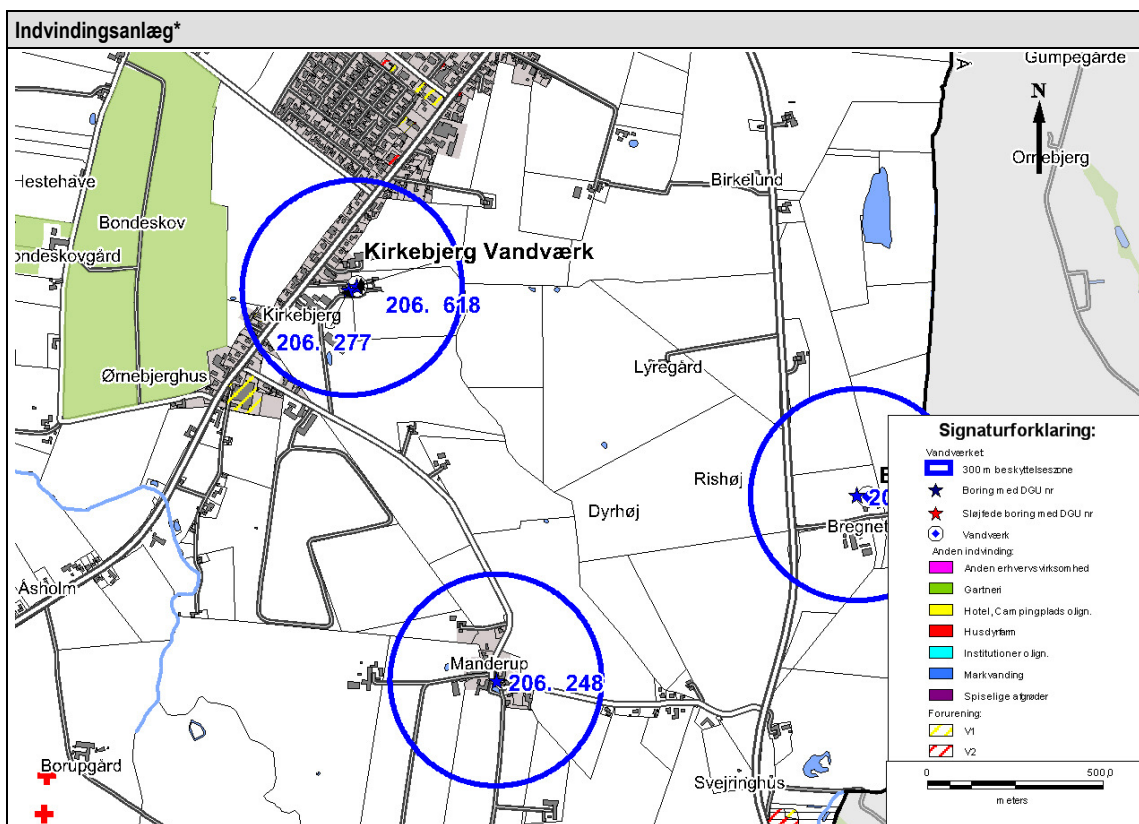 Indvindingsanlæg*
Gumpegårde
N
Ørnebjerg
Hestehave
Bondeskov
Birkelund
Kirkebjerg Vandværk
206. 618
Kirkebjerg
206. 277
Ørnebjerghus
Lyregård
Rishøj
Dyrhøj
Åsholm
Manderup
206. 248
Borupgård
Svejringhus
Signaturforklaring:
Vandværket
300 m beskyttelseszone
Boring med DGU nr
Sløjfede boring med DGU nr
Vandværk
Anden indvinding:
Anden erhvervsvirksomhed
Gartneri
Hotel, Campingplads o.lign.
Husdyrfarm
Institutioner o.lign.
Markvanding
Spiselige afgrøder
Forurening:
V1
V2
0 500,0
meters